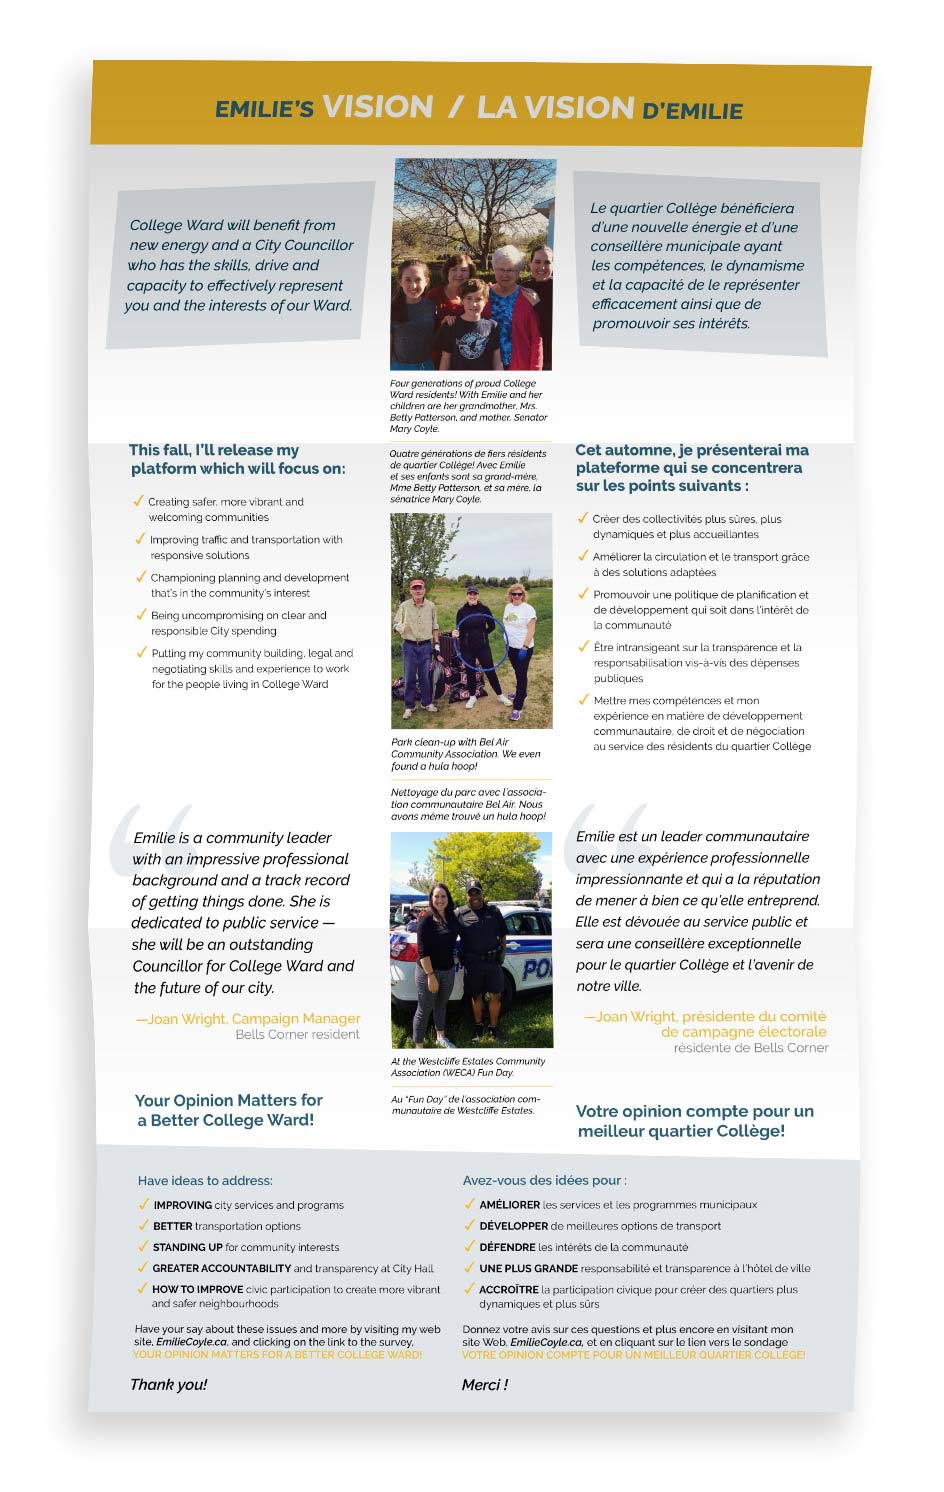 EMILIE'S VISION / LA VISION D'EMILIE
College Ward will benefit from
new energy and a City Councillor
who has the skills, drive and
capacity to effectively represent
you and the interests of our Ward.
Le quartier Collège bénéficiera
d'une nouvelle énergie et d'une
conseillère municipale ayant
les compétences, le dynamisme
et la capacité de le représenter
efficacement ainsi que de
promouvoir ses intérêts.
Four generations of proud College
Ward residents! With Emilie and her
children are her grandmother, Mrs.
Betty Patterson, and mother, Senator
Mary Coyle.
Quatre générations de fiers résidents
de quartier Collège! Avec Emilie
et ses enfants sont sa grand-mère,
Mme Betty Patterson, et sa mère, la
sénatrice Mary Coyle.
This fall, I'll release my
platform which will focus on:
✓ Creating safer, more vibrant and
welcoming communities
✓ Improving traffic and transportation with
responsive solutions
✓ Championing planning and development
that's in the community's interest
✓ Being uncompromising on clear and
responsible City spending
✓ Putting my community building, legal and
negotiating skills and experience to work
for the people living in College Ward
Cet automne, je présenterai ma
plateforme qui se concentrera
sur les points suivants :
✓ Créer des collectivités plus sûres, plus
dynamiques et plus accueillantes
✓ Améliorer la circulation et le transport grâce
à des solutions adaptées
✓ Promouvoir une politique de planification et
de développement qui soit dans l'intérêt de
la communauté
✓ Être intransigeant sur la transparence et la
responsabilisation vis-à-vis des dépenses
publiques
✓ Mettre mes compétences et mon
expérience en matière de développement
communautaire, de droit et de négociation
au service des résidents du quartier Collège
Park clean-up with Bel Air
Community Association. We even
found a hula hoop!
Nettoyage du parc avec l'associa-
tion communautaire Bel Air. Nous
avons même trouvé un hula hoop!
“
Emilie is a community leader
with an impressive professional
background and a track record
of getting things done. She is
dedicated to public service —
she will be an outstanding
Councillor for College Ward and
the future of our city.
—Joan Wright, Campaign Manager
Bells Corner resident
“
Emilie est un leader communautaire
avec une expérience professionnelle
impressionnante et qui a la réputation
de mener à bien ce qu'elle entreprend.
Elle est dévouée au service public et
sera une conseillère exceptionnelle
pour le quartier Collège et l'avenir de
notre ville.
—Joan Wright, présidente du comité
de campagne électorale
résidente de Bells Corner
PO
At the Westcliffe Estates Community
Association (WECA) Fun Day.
Au "Fun Day" de l'association com-
munautaire de Westcliffe Estates.
Your Opinion Matters for
a Better College Ward!
Votre opinion compte pour un
meilleur quartier Collège!
Have ideas to address:
✓ IMPROVING city services and programs
✓ BETTER transportation options
✓ STANDING UP for community interests
✓ GREATER ACCOUNTABILITY and transparency at City Hall
✓ HOW TO IMPROVE civic participation to create more vibrant
and safer neighbourhoods
Have your say about these issues and more by visiting my web
site, EmilieCoyle.ca, and clicking on the link to the survey,
YOUR OPINION MATTERS FOR A BETTER COLLEGE WARD!
Thank you!
Avez-vous des idées pour :
✓ AMÉLIORER les services et les programmes municipaux
✓ DÉVELOPPER de meilleures options de transport
✓ DÉFENDRE les intérêts de la communauté
✓ UNE PLUS GRANDE responsabilité et transparence à l'hôtel de ville
✓ ACCROÎTRE la participation civique pour créer des quartiers plus
dynamiques et plus sûrs
Donnez votre avis sur ces questions et plus encore en visitant mon
site Web, EmilieCoyle.ca, et en cliquant sur le lien vers le sondage
VOTRE OPINION COMPTE POUR UN MEILLEUR QUARTIER COLLÈGE!
Merci !